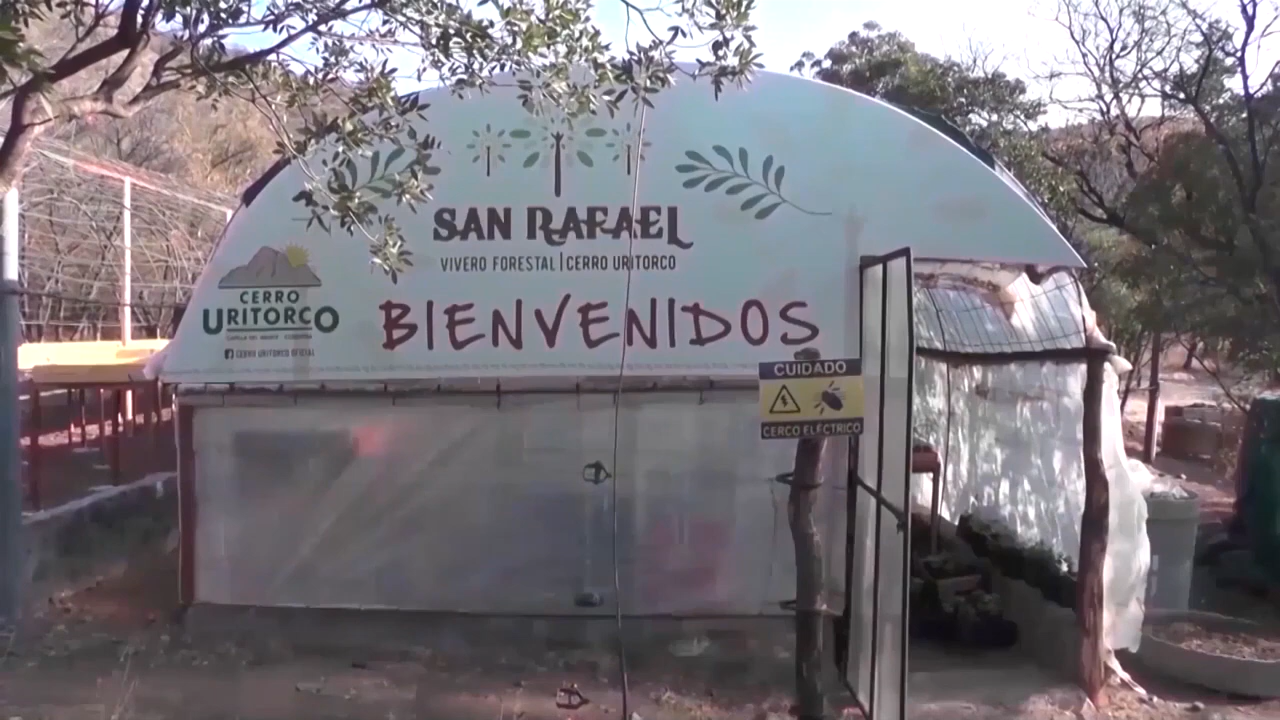 SAN RAFAEL
VIVERO FORESTAL | CERRO URITORCO
CERRO
URITORCO
CERRO URITORCO OFICIAL
BIENVENIDOS
CUIDADO
CERCO ELÉCTRICO